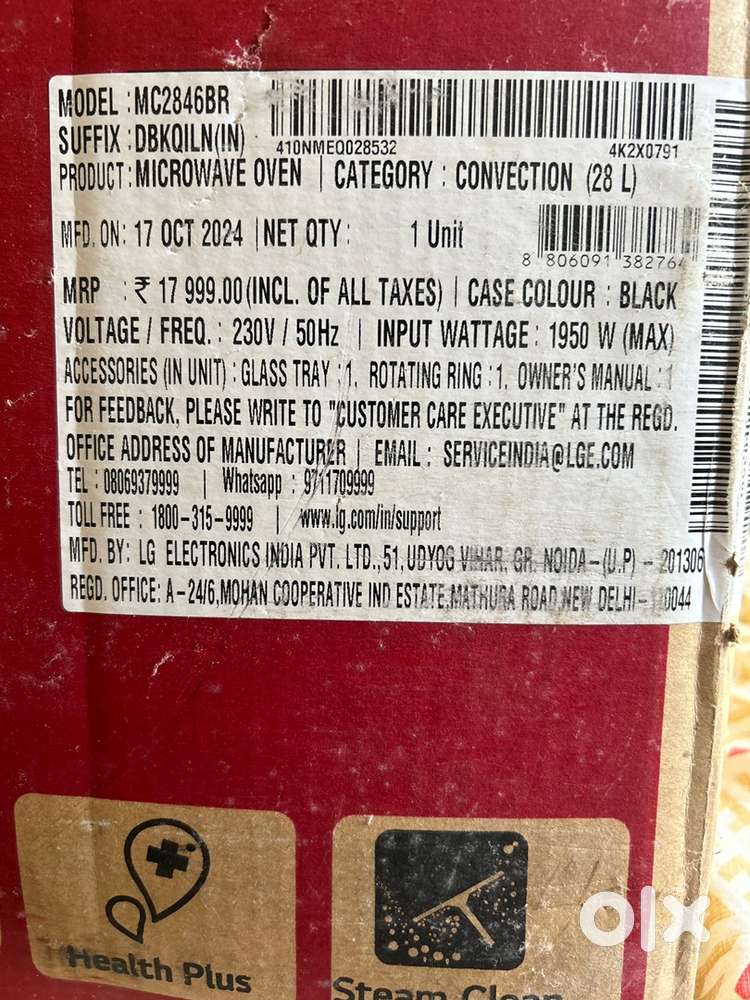 MODEL : MC2846BR
SUFFIX : DBKQILN(IN)
410NMEQ028532
4K2X0791
PRODUCT : MICROWAVE OVEN | CATEGORY : CONVECTION (28 L)
MFD. ON : 17 OCT 2024 | NET QTY : 1 Unit
8 806091 38276
MRP : ₹ 17 999.00 (INCL. OF ALL TAXES) | CASE COLOUR : BLACK
VOLTAGE / FREQ. : 230V / 50Hz | INPUT WATTAGE : 1950 W (MAX)
ACCESSORIES (IN UNIT) : GLASS TRAY : 1, ROTATING RING : 1, OWNER'S MANUAL : 1
FOR FEEDBACK, PLEASE WRITE TO "CUSTOMER CARE EXECUTIVE" AT THE REGD.
OFFICE ADDRESS OF MANUFACTURER | EMAIL : SERVICEINDIA@LGE.COM
TEL : 08069379999 | Whatsapp : 9711709999
TOLL FREE : 1800-315-9999 | www.lg.com/in/support
MFD. BY: LG ELECTRONICS INDIA PVT. LTD., 51, UDYOG VIHAR, GR. NOIDA-(U.P) - 201306
REGD. OFFICE: A-24/6, MOHAN COOPERATIVE IND ESTATE, MATHURA ROAD, NEW DELHI-110044
Health Plus
Steam Clean
olx